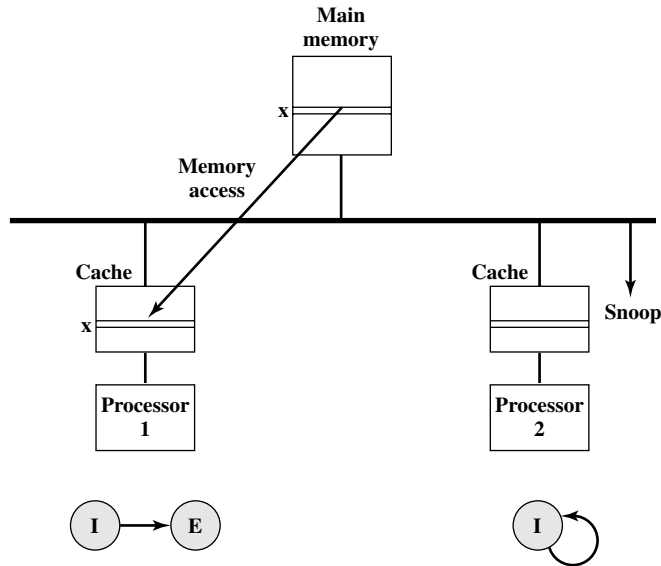 Main
memory
x
Memory
access
Cache
Cache
Snoop
x
Processor
1
Processor
2
I
E
I